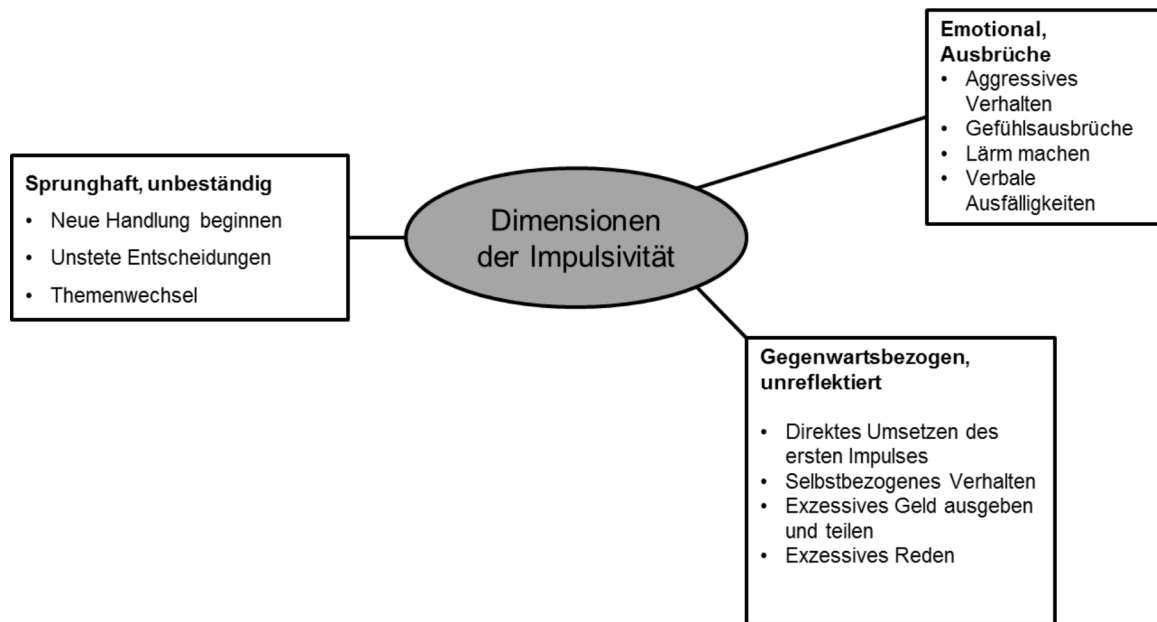 Emotional,
Ausbrüche
• Aggressives
Verhalten
• Gefühlsausbrüche
• Lärm machen
• Verbale
Ausfälligkeiten
Sprunghaft, unbeständig
• Neue Handlung beginnen
• Unstete Entscheidungen
• Themenwechsel
Dimensionen
der Impulsivität
Gegenwartsbezogen,
unreflektiert
• Direktes Umsetzen des
ersten Impulses
• Selbstbezogenes Verhalten
• Exzessives Geld ausgeben
und teilen
• Exzessives Reden